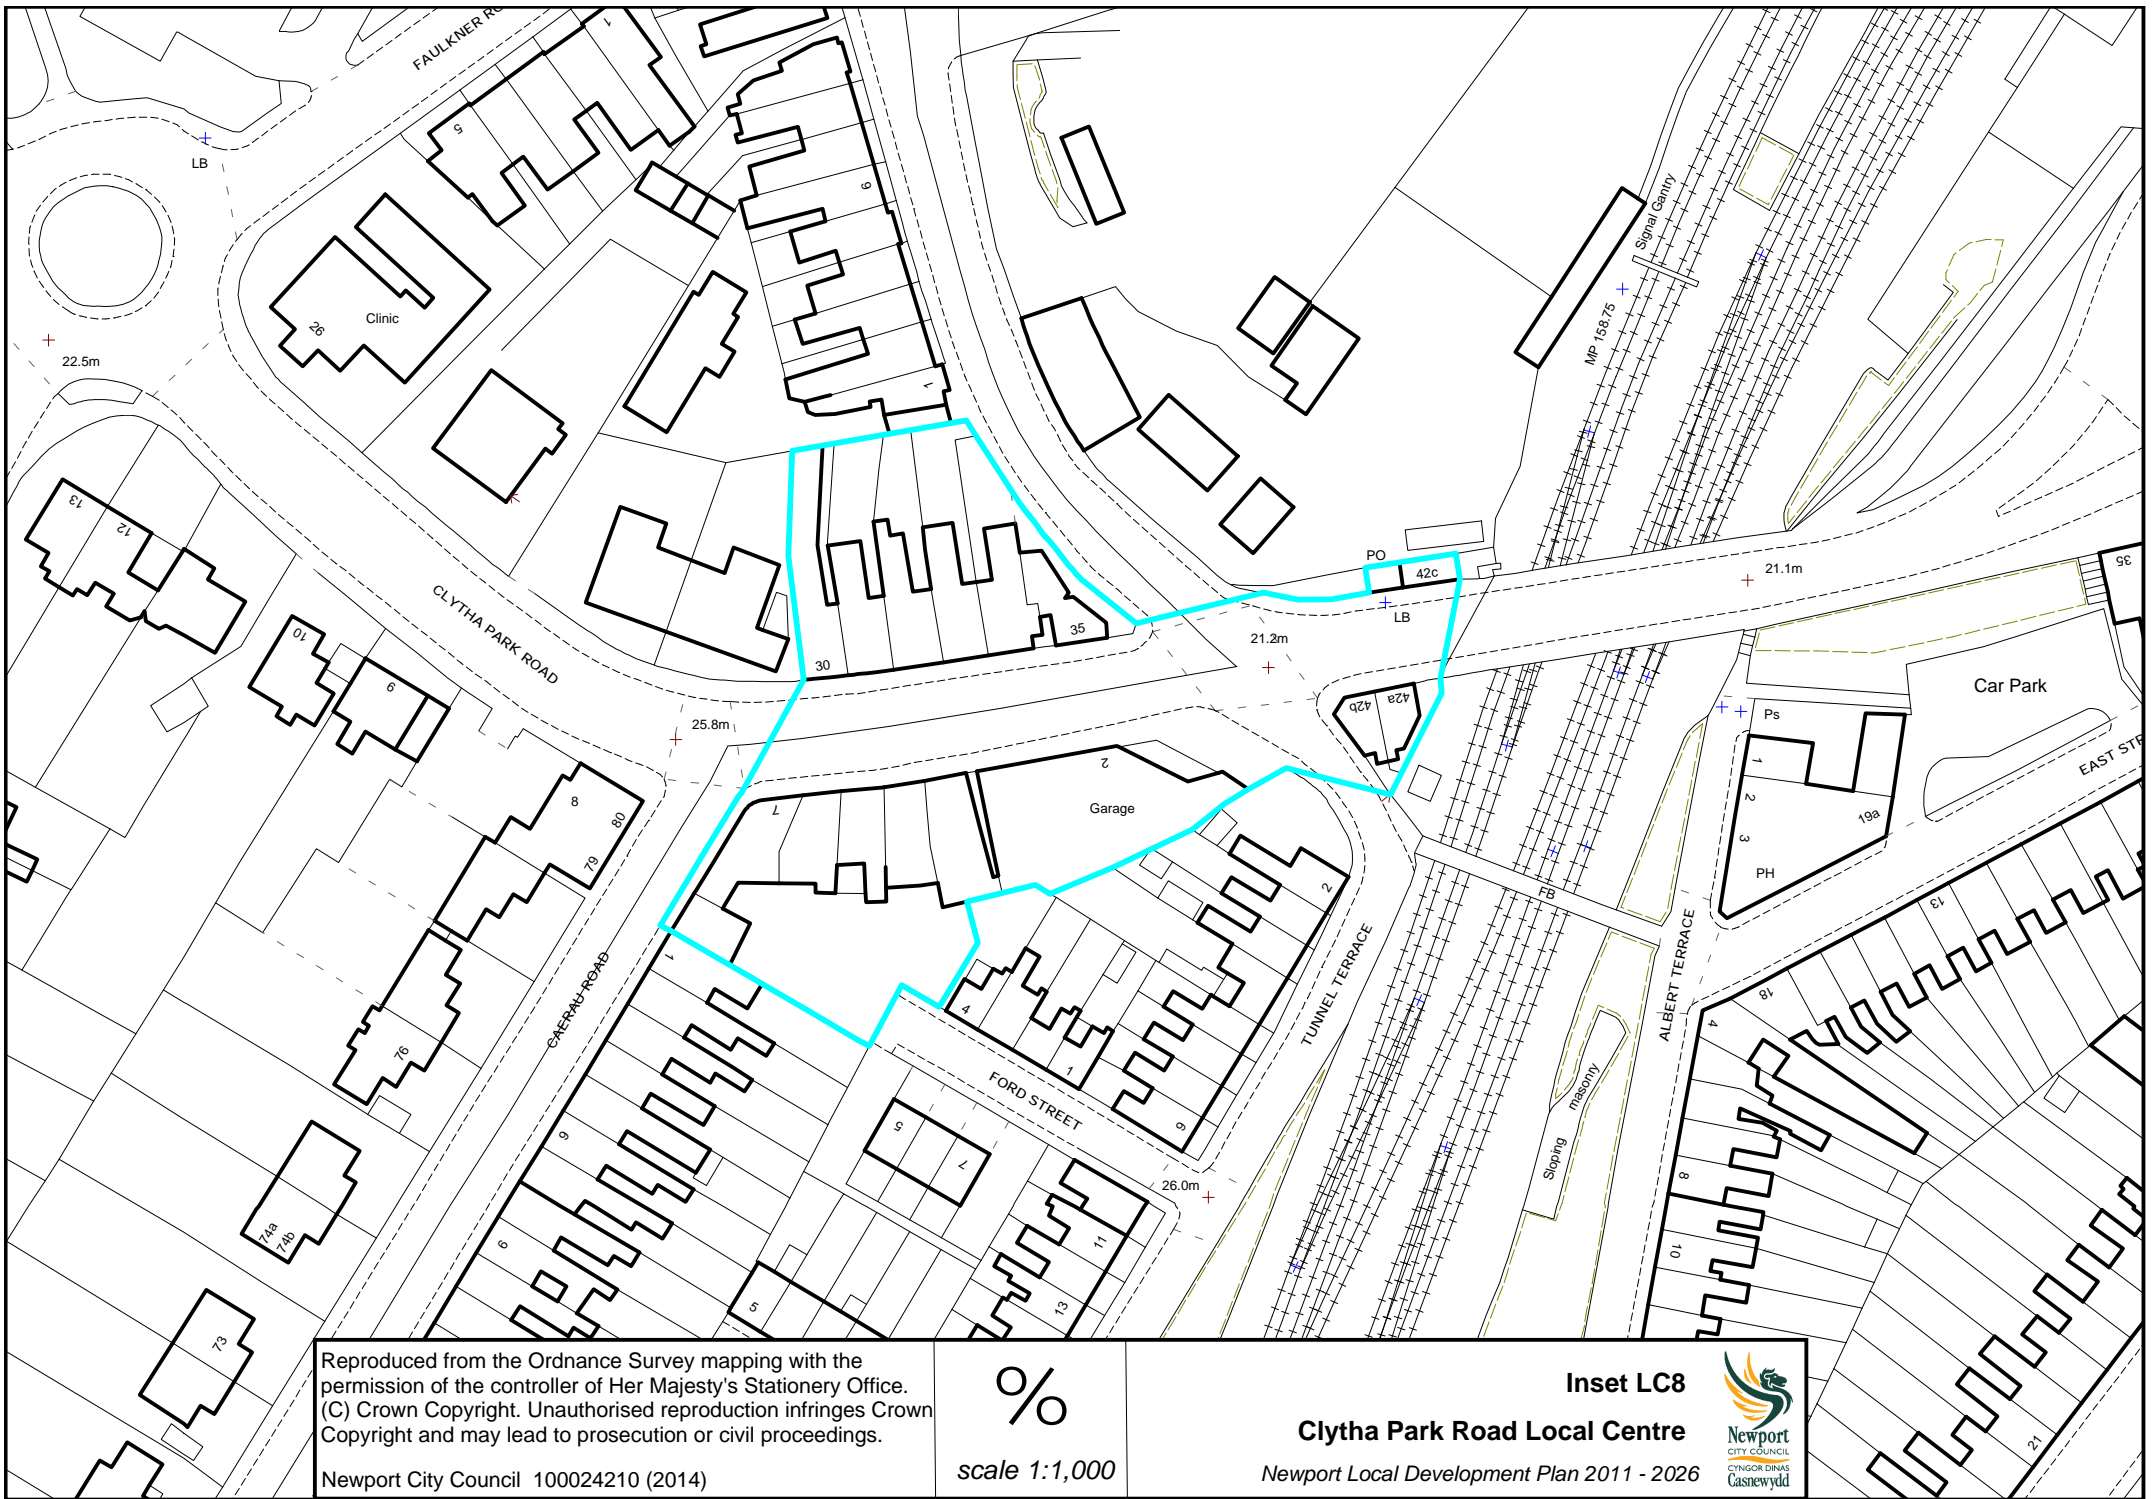 FAULKNER RO
1
5
LB
9
Signal Gantry
26
Clinic
MP 158.75
22.5m
1
13
12
CLYTHA PARK ROAD
PO
42c
21.1m
35
LB
10
35
21.2m
30
9
42b
42a
Car Park
25.8m
Ps
EAST STR
7
2
Garage
8
80
79
1
2
3
19a
PH
FB
2
13
CAERAU ROAD
1
TUNNEL TERRACE
ALBERT TERRACE
18
4
4
76
1
FORD STREET
masonry
Sloping
5
7
6
9
26.0m
8
74a
74b
9
11
10
5
13
73
21
Reproduced from the Ordnance Survey mapping with the
permission of the controller of Her Majesty's Stationery Office.
(C) Crown Copyright. Unauthorised reproduction infringes Crown
Copyright and may lead to prosecution or civil proceedings.
Newport City Council 100024210 (2014)
%
scale 1:1,000
Inset LC8
Clytha Park Road Local Centre
Newport Local Development Plan 2011 - 2026
Newport
CITY COUNCIL
CYNGOR DINAS
Casnewydd